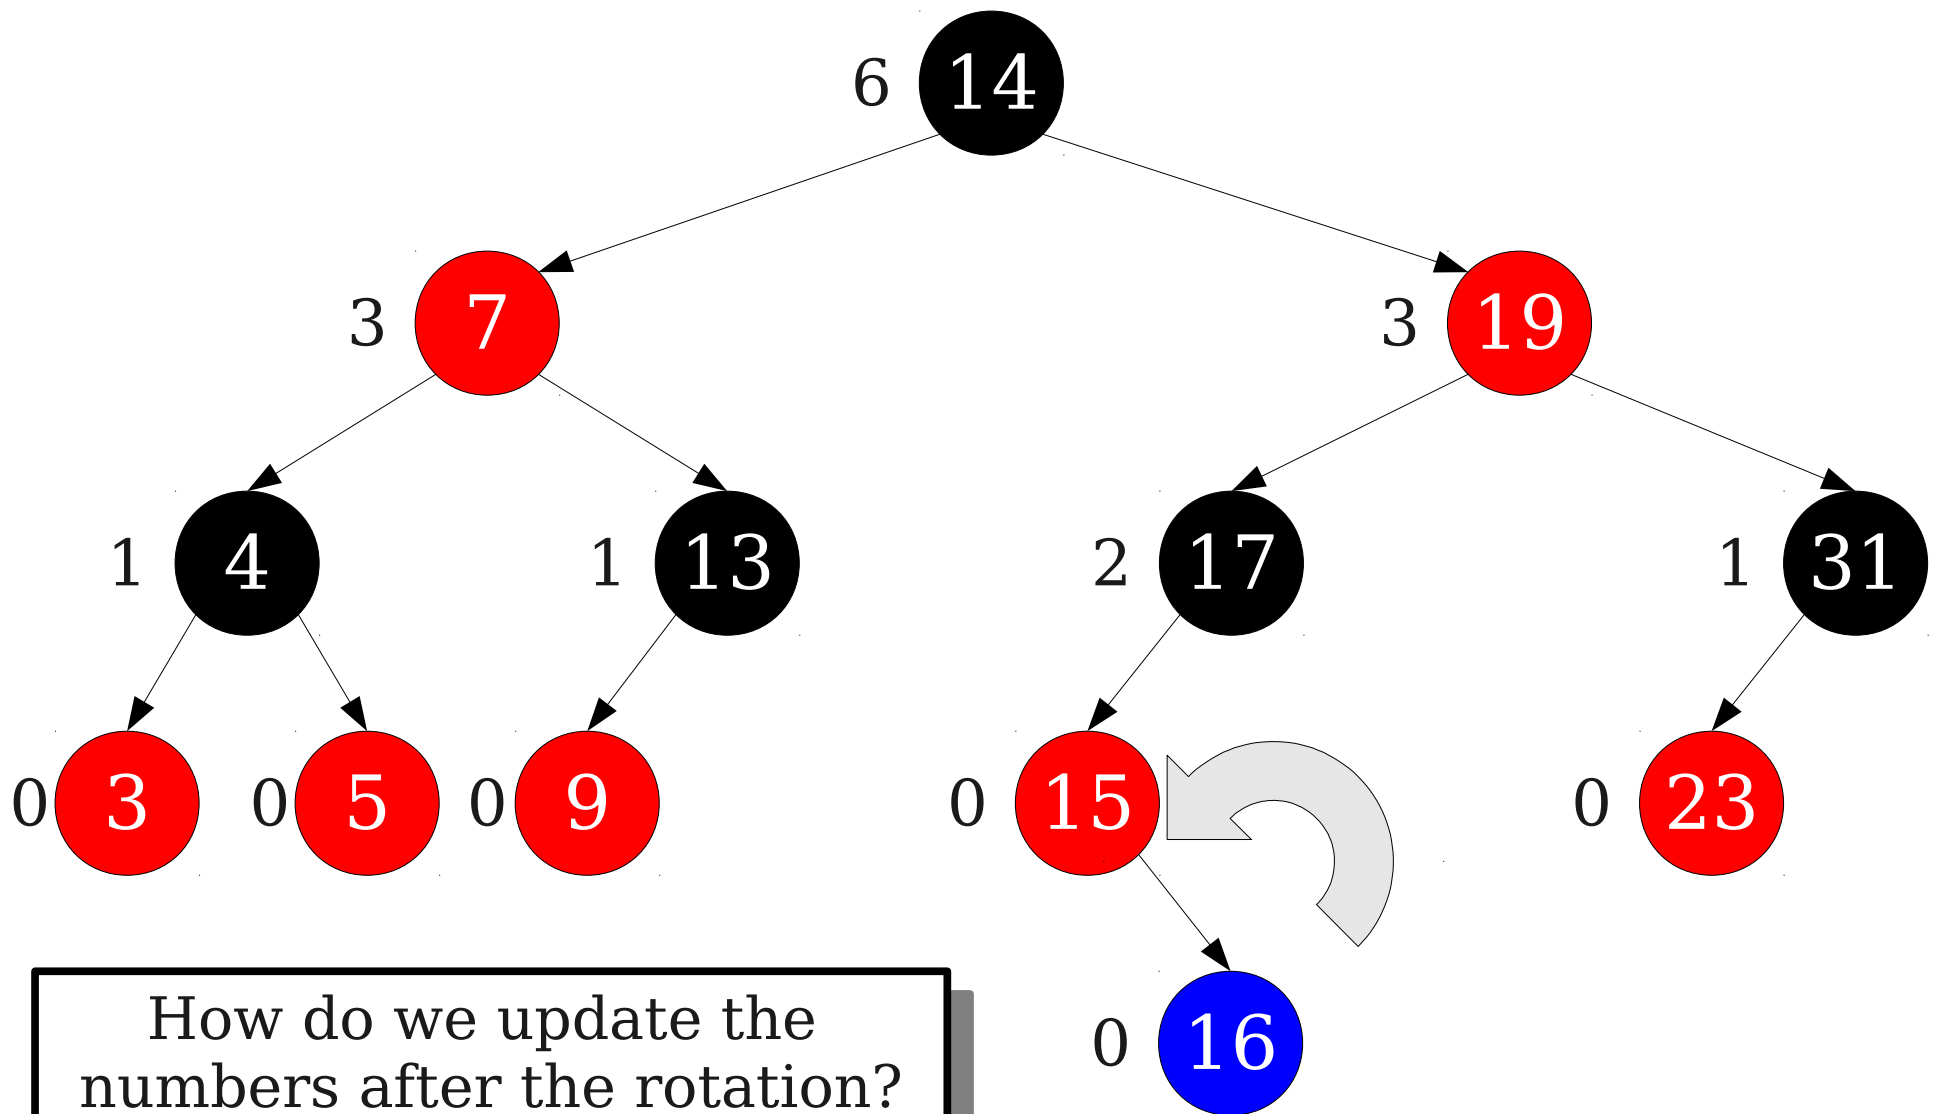 6 14
3 7 3 19
1 4 1 13 2 17 1 31
0 3 0 5 0 9 0 15 0 23
0 16
How do we update the
numbers after the rotation?